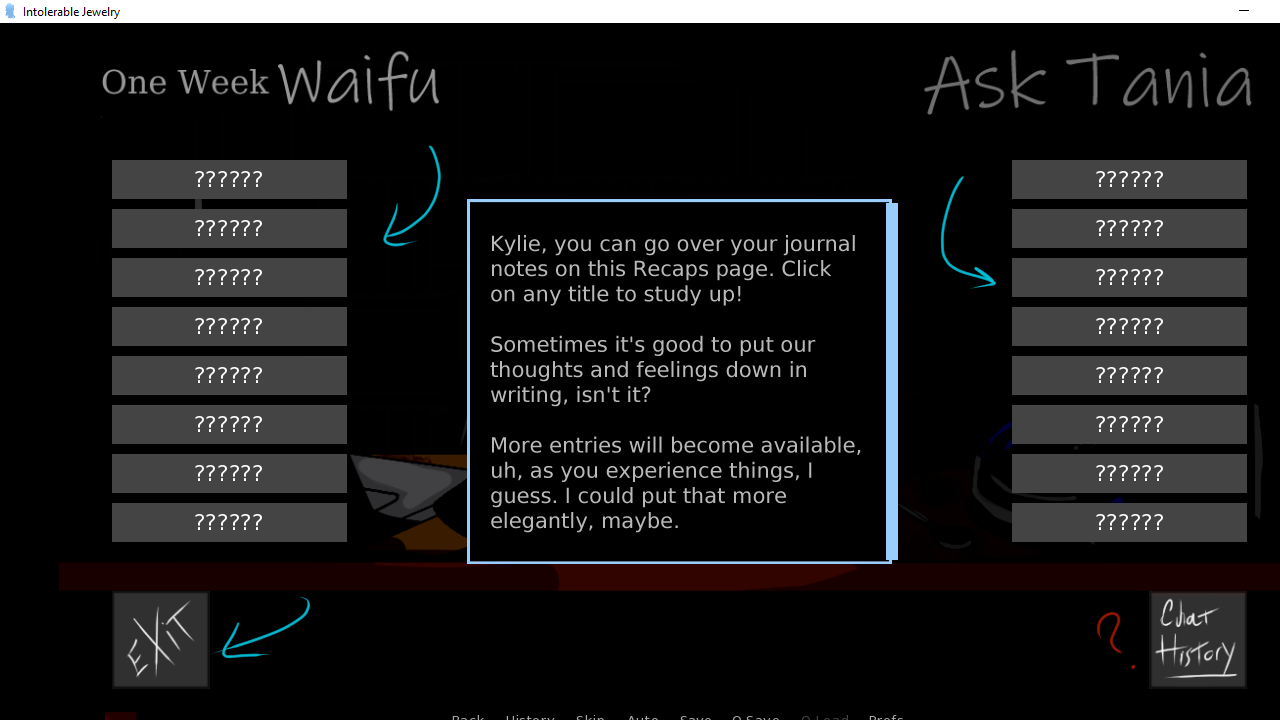 Intolerable Jewelry
One Week Waifu
Ask Tania
??????
??????
??????
??????
??????
??????
??????
??????
Kylie, you can go over your journal
notes on this Recaps page. Click
on any title to study up!
Sometimes it's good to put our
thoughts and feelings down in
writing, isn't it?
More entries will become available,
uh, as you experience things, I
guess. I could put that more
elegantly, maybe.
??????
??????
??????
??????
??????
??????
??????
??????
EXiT
?
Chat
History
Back History Skip Auto Save Q.Save Q.Load Prefs